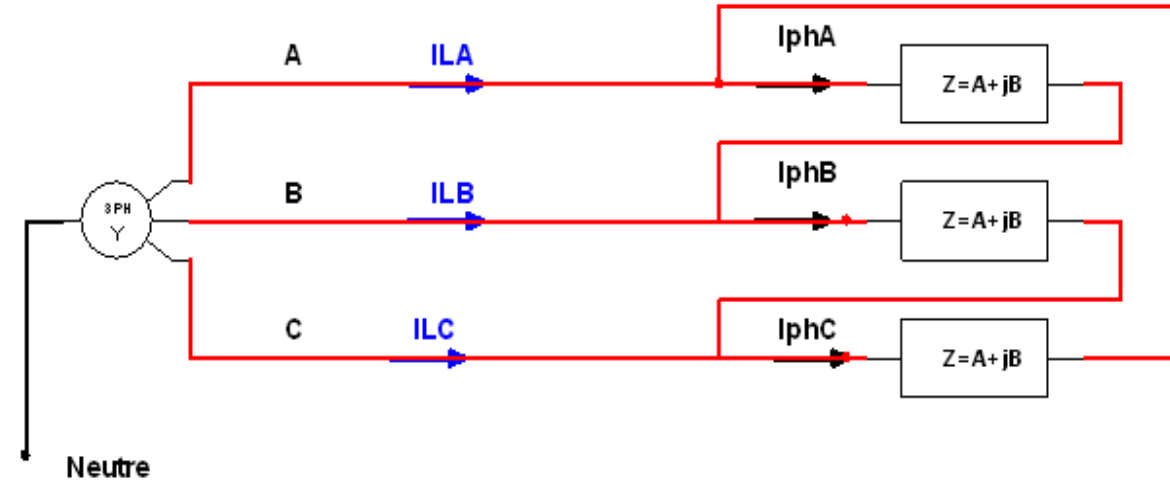 A ILA IphA Z=A+jB
B ILB IphB Z=A+jB
3PH
Y
C ILC IphC Z=A+jB
Neutre